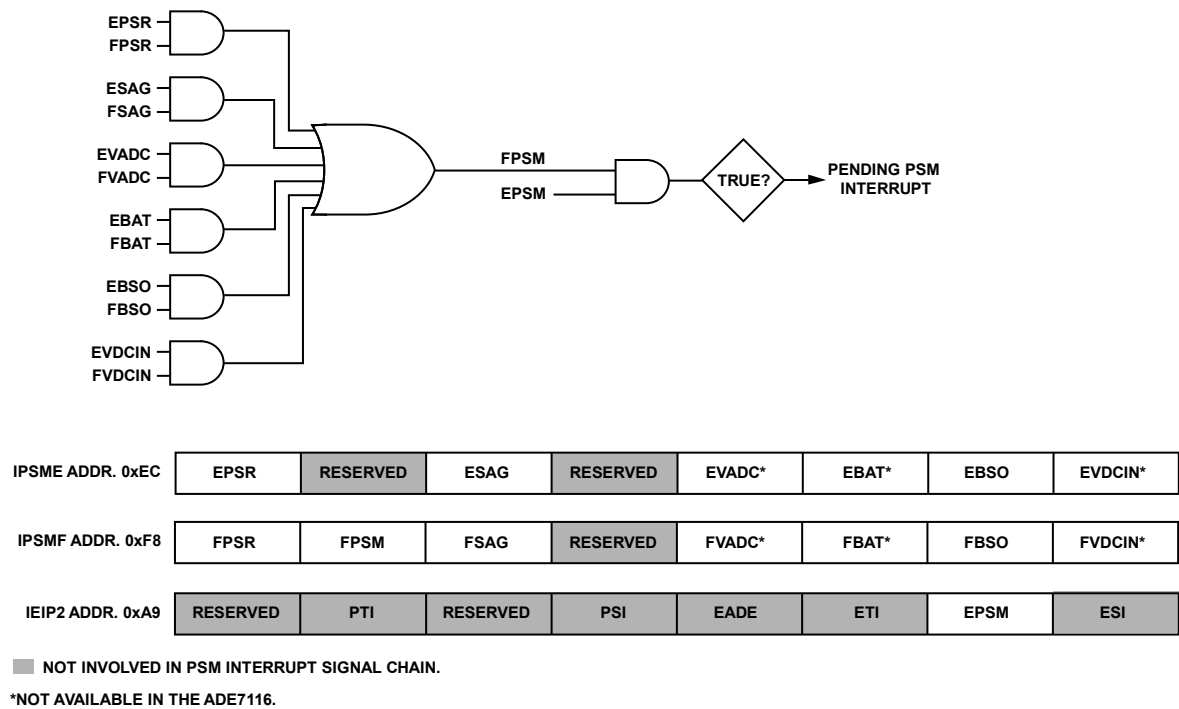 EPSR
FPSR
ESAG
FSAG
EVADC
FVADC
EBAT
FBAT
EBSO
FBSO
EVDCIN
FVDCIN
FPSM
EPSM
TRUE?
PENDING PSM
INTERRUPT
IPSME ADDR. 0xEC EPSR RESERVED ESAG RESERVED EVADC* EBAT* EBSO EVDCIN*
IPSMF ADDR. 0xF8 FPSR FPSM FSAG RESERVED FVADC* FBAT* FBSO FVDCIN*
IEIP2 ADDR. 0xA9 RESERVED PTI RESERVED PSI EADE ETI EPSM ESI
NOT INVOLVED IN PSM INTERRUPT SIGNAL CHAIN.
*NOT AVAILABLE IN THE ADE7116.